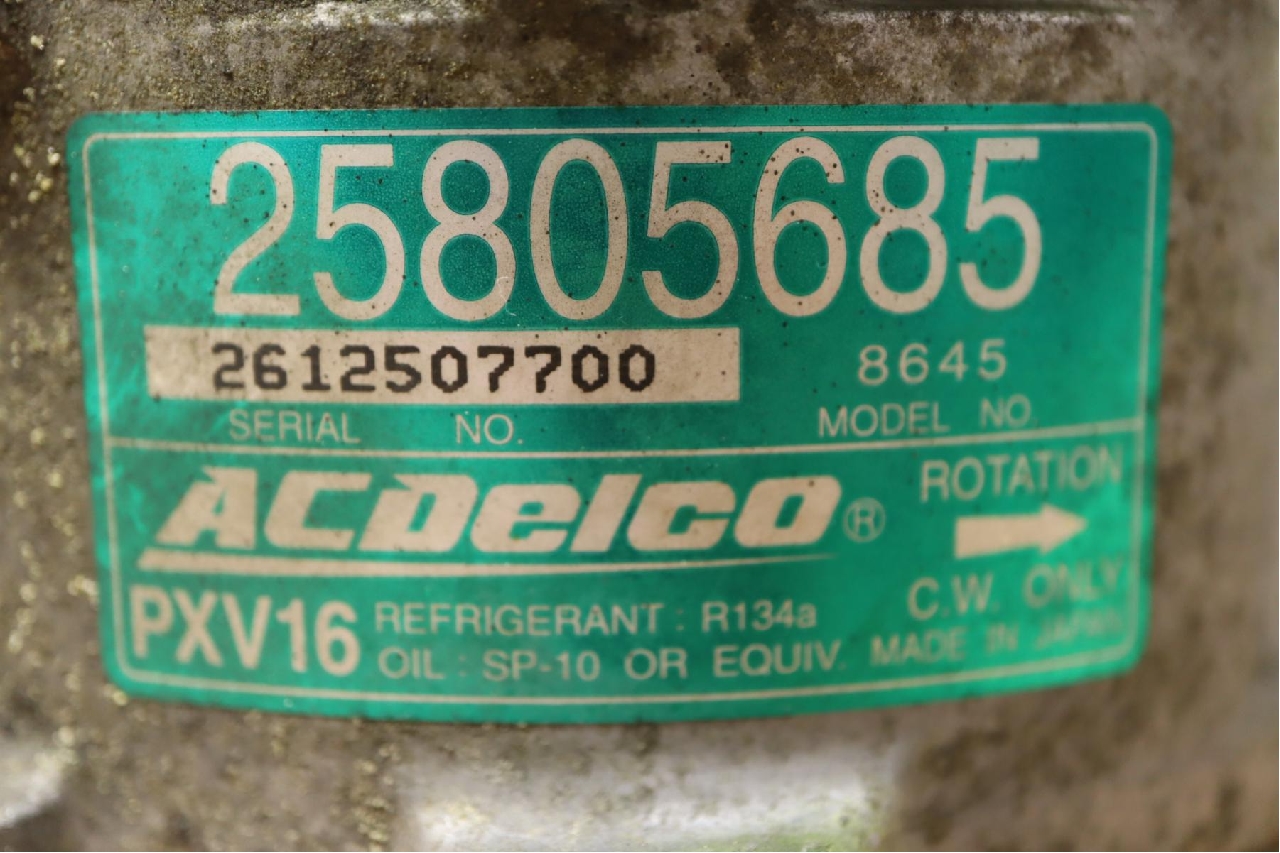 25805685
2612507700
8645
SERIAL NO.
MODEL NO.
ACDelco®
ROTATION
C.W. ONLY
PXV16
REFRIGERANT : R134a
OIL : SP-10 OR EQUIV.
MADE IN JAPAN